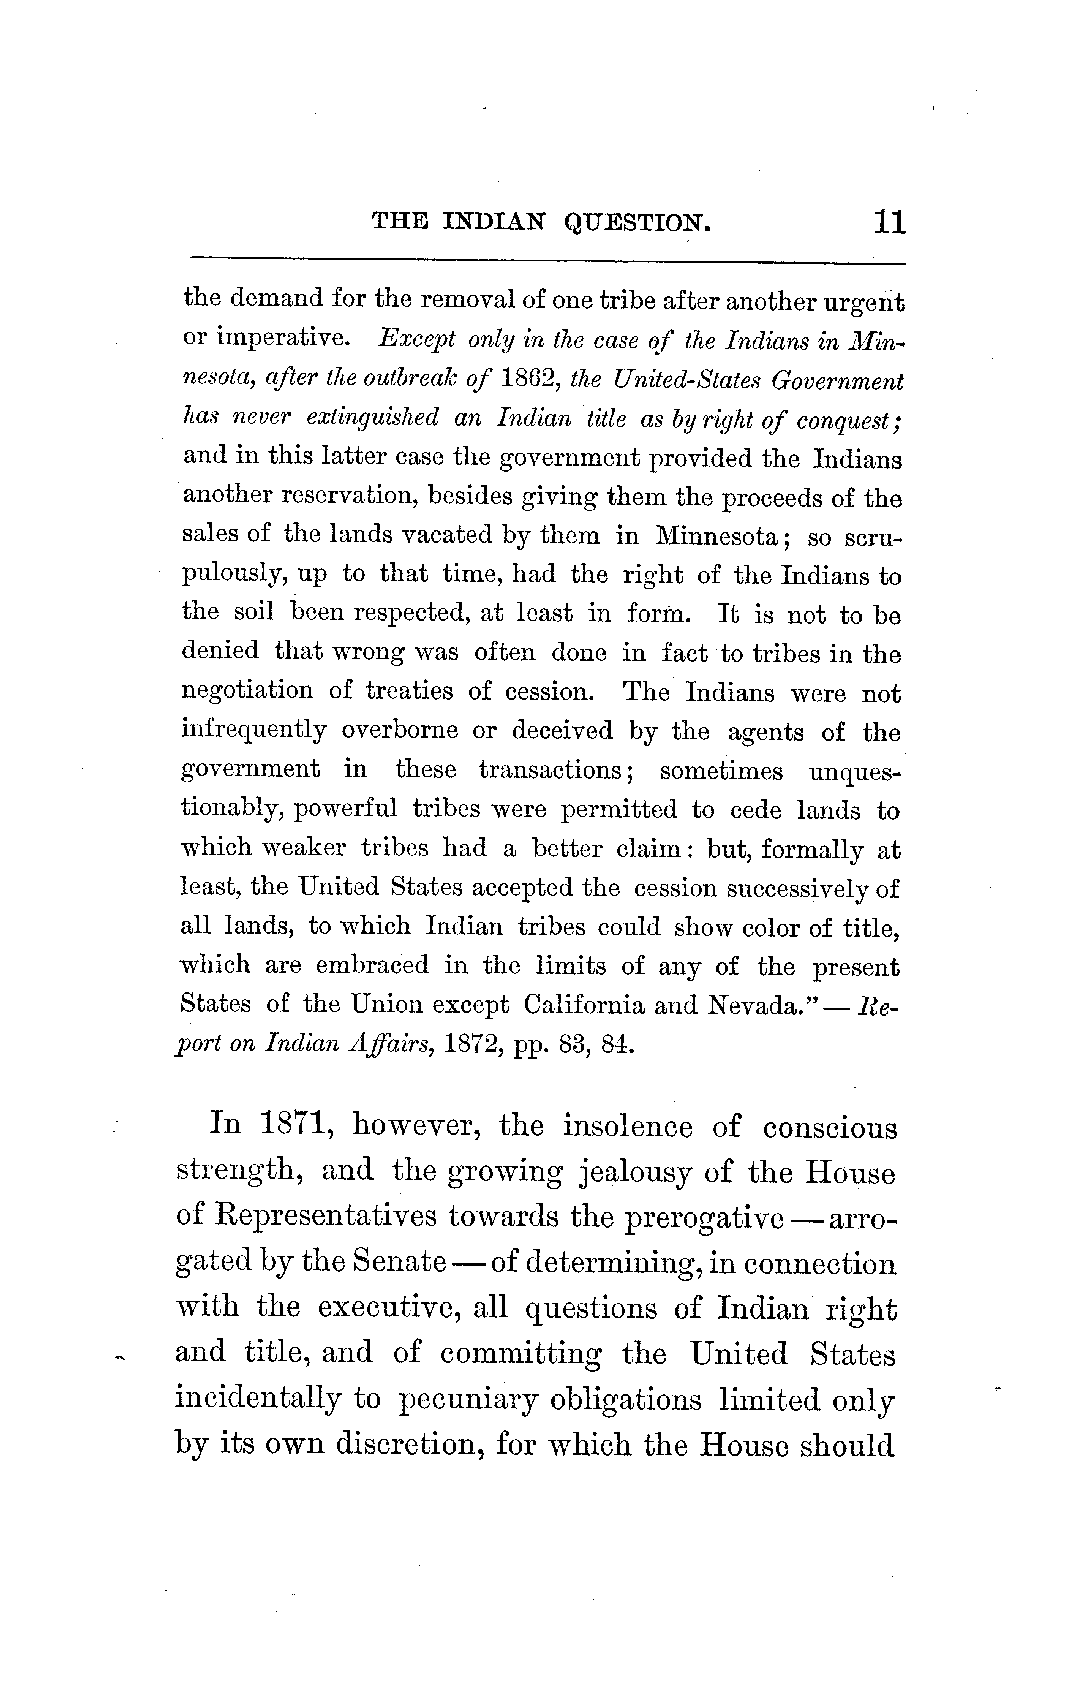 THE INDIAN QUESTION. 11
the demand for the removal of one tribe after another urgent
or imperative. Except only in the case of the Indians in Min-
nesota, after the outbreak of 1862, the United-States Government
has never extinguished an Indian title as by right of conquest;
and in this latter case the government provided the Indians
another reservation, besides giving them the proceeds of the
sales of the lands vacated by them in Minnesota; so scru-
pulously, up to that time, had the right of the Indians to
the soil been respected, at least in form. It is not to be
denied that wrong was often done in fact to tribes in the
negotiation of treaties of cession. The Indians were not
infrequently overborne or deceived by the agents of the
government in these transactions; sometimes unques-
tionably, powerful tribes were permitted to cede lands to
which weaker tribes had a better claim: but, formally at
least, the United States accepted the cession successively of
all lands, to which Indian tribes could show color of title,
which are embraced in the limits of any of the present
States of the Union except California and Nevada."— Re-
port on Indian Affairs, 1872, pp. 83, 84.
In 1871, however, the insolence of conscious
strength, and the growing jealousy of the House
of Representatives towards the prerogative — arro-
gated by the Senate — of determining, in connection
with the executive, all questions of Indian right
and title, and of committing the United States
incidentally to pecuniary obligations limited only
by its own discretion, for which the House should